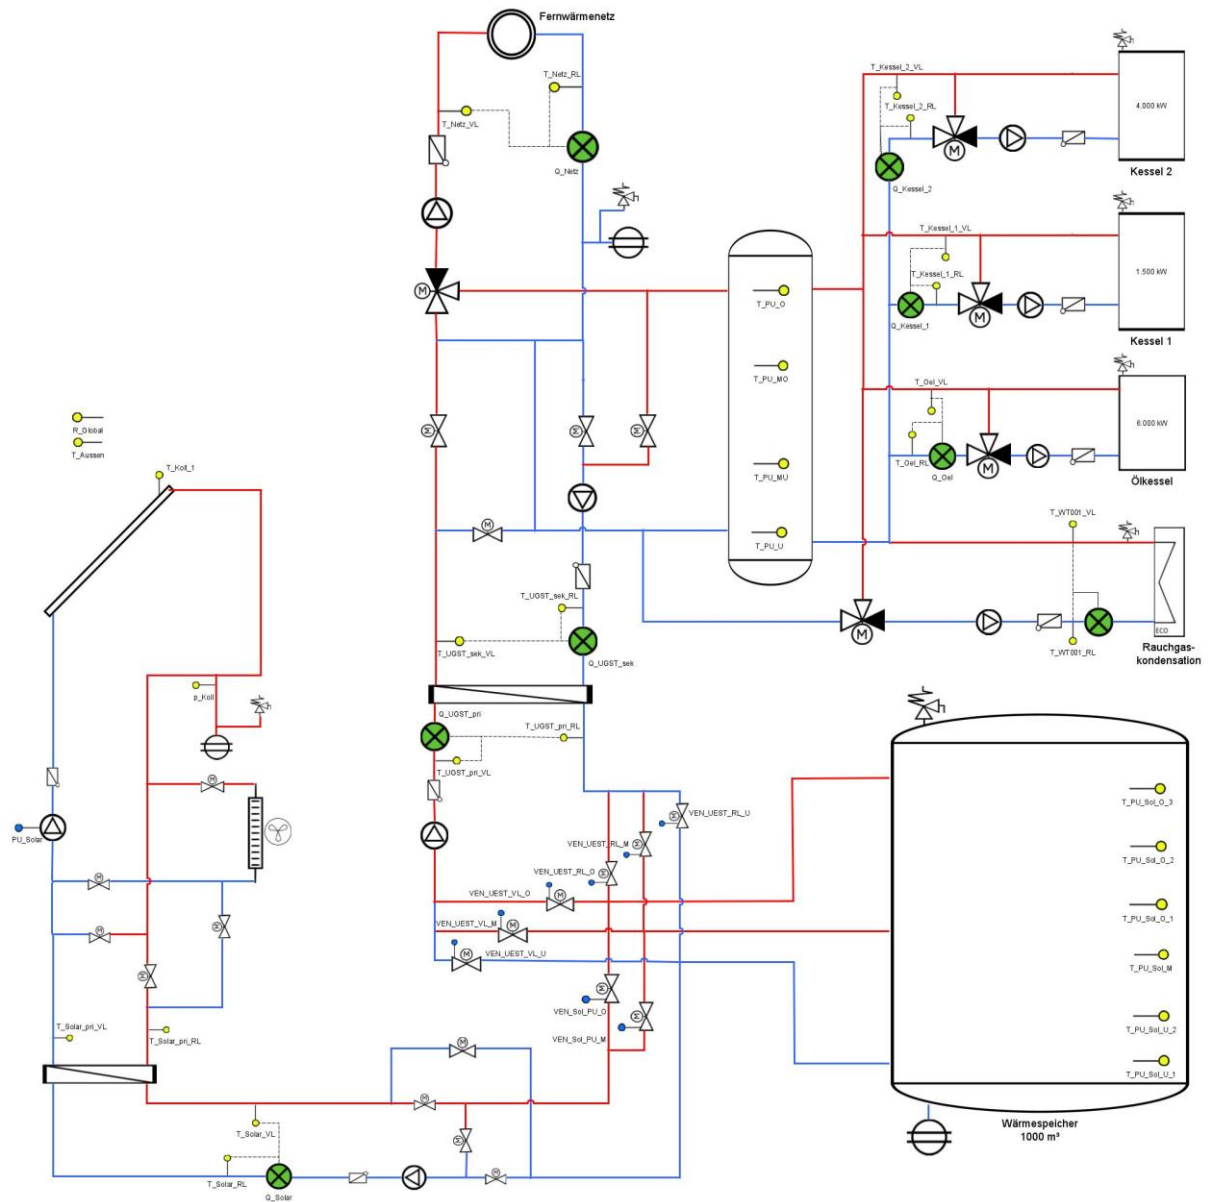 Fernwärmenetz
T_Netz_RL
T_Netz_VL
Q_Netz
T_Kessel_2_VL
T_Kessel_2_RL
Q_Kessel_2
4.000 kW
Kessel 2
M
T_Kessel_1_VL
T_Kessel_1_RL
Q_Kessel_1
1.500 kW
Kessel 1
M
M
T_PU_O
T_PU_MO
T_PU_MU
T_PU_U
T_Oel_VL
T_Oel_RL
Q_Oel
6.000 kW
Ölkessel
M
M
M
M
M
R_Global
T_Aussen
T_Koll_1
T_WT001_VL
T_WT001_RL
ECO
Rauchgas-
kondensation
M
M
T_UGST_sek_RL
T_UGST_sek_VL
Q_UGST_sek
Q_UGST_pri
T_UGST_pri_RL
T_UGST_pri_VL
p_Koll
M
PU_Solar
M
M
M
M
VEN_UEST_RL_U
M
VEN_UEST_RL_M
M
VEN_UEST_RL_O
M
VEN_UEST_VL_O
M
VEN_UEST_VL_M
M
VEN_UEST_VL_U
M
VEN_Sol_PU_O
M
VEN_Sol_PU_M
M
T_PU_Sol_O_3
T_PU_Sol_O_2
T_PU_Sol_O_1
T_PU_Sol_M
T_PU_Sol_U_2
T_PU_Sol_U_1
Wärmespeicher
1000 m³
T_Solar_pri_VL
T_Solar_pri_RL
M
M
M
M
T_Solar_VL
T_Solar_RL
Q_Solar